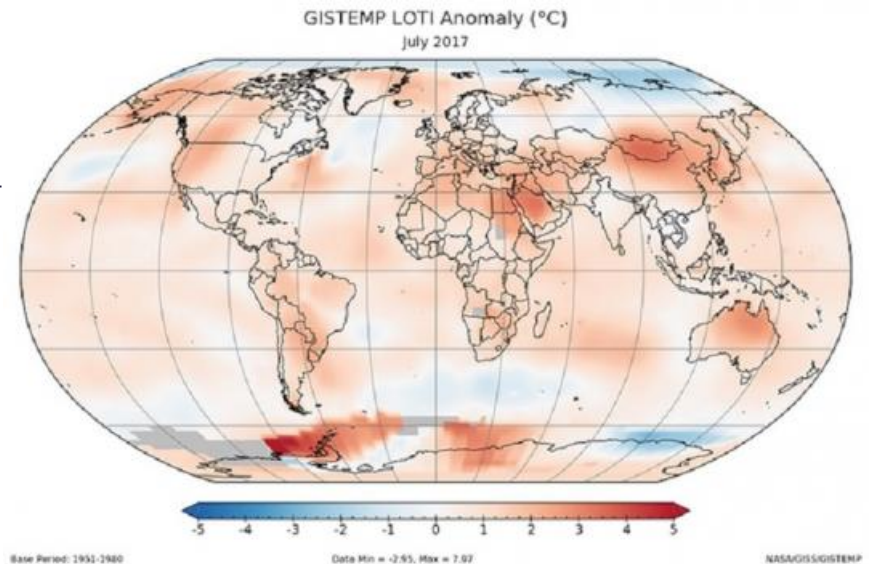 GISTEMP LOTI Anomaly (°C)
July 2017
-5 -4 -3 -2 -1 0 1 2 3 4 5
Base Period: 1951-1980 Data Min = -2.95, Max = 7.97 NASA/GISS/GISTEMP